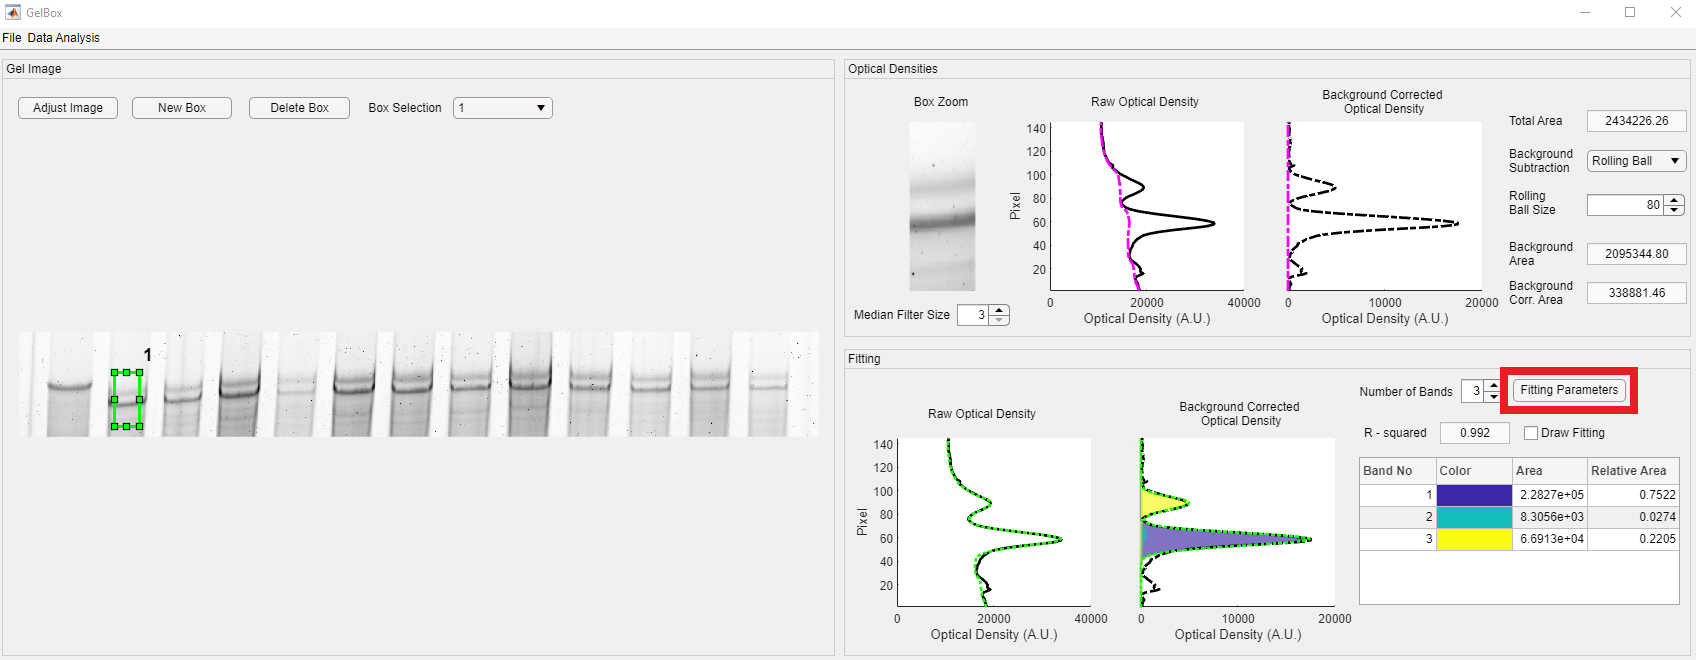 GelBox
File Data Analysis
Gel Image
Adjust Image
New Box
Delete Box
Box Selection
1
1
Optical Densities
Box Zoom
Median Filter Size
3
Raw Optical Density
140
120
100
80
60
40
20
Pixel
0
20000
40000
Optical Density (A.U.)
Background Corrected
Optical Density
0
10000
20000
Optical Density (A.U.)
Total Area
2434226.26
Background
Subtraction
Rolling Ball
Rolling
Ball Size
80
Background
Area
2095344.80
Background
Corr. Area
338881.46
Fitting
Number of Bands
3
Fitting Parameters
R - squared
0.992
Draw Fitting
Raw Optical Density
140
120
100
80
60
40
20
Pixel
0
20000
40000
Optical Density (A.U.)
Background Corrected
Optical Density
0
10000
20000
Optical Density (A.U.)
Band No Color Area Relative Area
1 2.2827e+05 0.7522
2 8.3056e+03 0.0274
3 6.6913e+04 0.2205